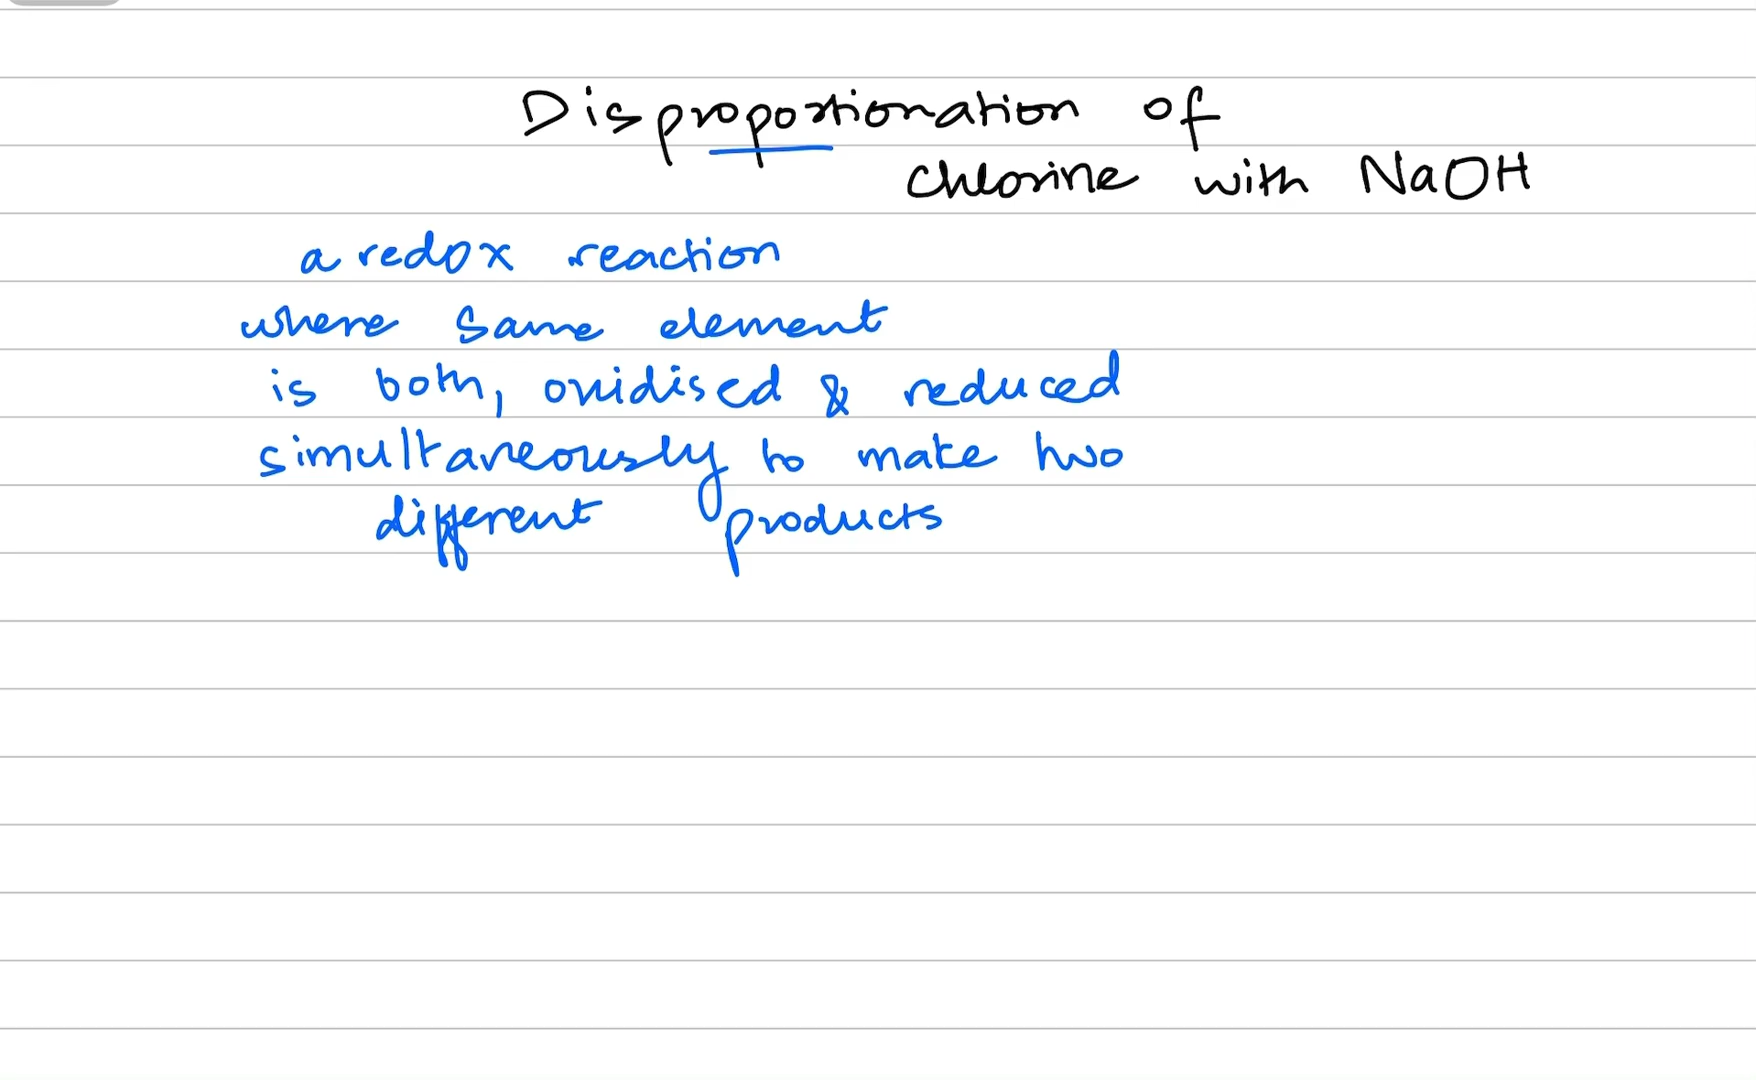 Disproportionation of
chlorine with NaOH
a redox reaction
where same element
is both, oxidised & reduced
simultaneously to make two
different products